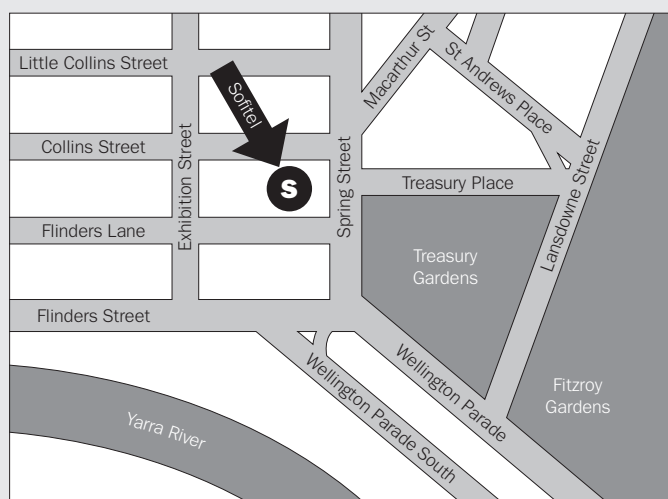 Little Collins Street
Collins Street
Flinders Lane
Flinders Street
Exhibition Street
Sofitel
S
Spring Street
Macarthur St
St Andrews Place
Treasury Place
Lansdowne Street
Treasury
Gardens
Fitzroy
Gardens
Wellington Parade
Wellington Parade South
Yarra River